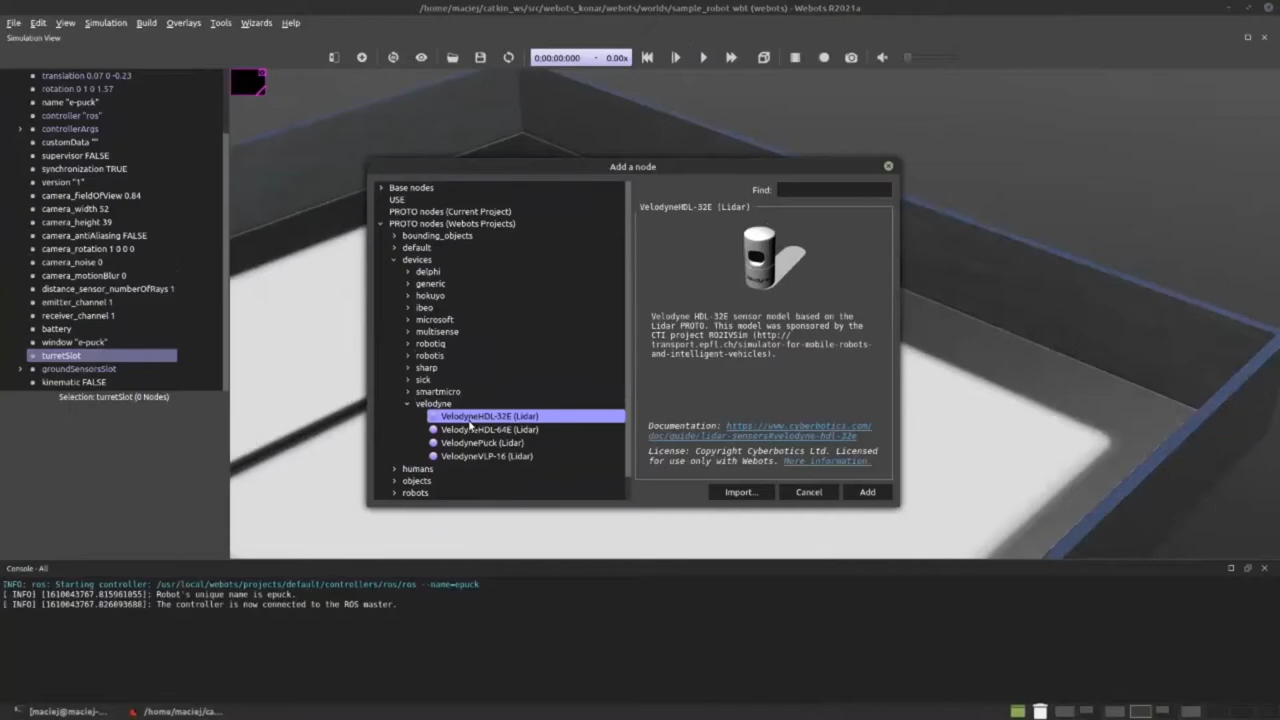 /home/maciej/catkin_ws/src/webots_konar/webots/worlds/sample_robot.wbt (webots) - Webots R2021a
File Edit View Simulation Build Overlays Tools Wizards Help
Simulation View
0:00:00:000 - 0.00x
translation 0.07 0 -0.23
rotation 0 1 0 1.57
name "e-puck"
controller "ros"
controllerArgs
customData ""
supervisor FALSE
synchronization TRUE
version "1"
camera_fieldOfView 0.84
camera_width 52
camera_height 39
camera_antiAliasing FALSE
camera_rotation 1 0 0 0
camera_noise 0
camera_motionBlur 0
distance_sensor_numberOfRays 1
emitter_channel 1
receiver_channel 1
battery
window "e-puck"
turretSlot
groundSensorsSlot
kinematic FALSE
Selection: turretSlot (0 Nodes)
Add a node
Base nodes
USE
PROTO nodes (Current Project)
PROTO nodes (Webots Projects)
bounding_objects
default
devices
delphi
generic
hokuyo
ibeo
microsoft
multisense
robotiq
robotis
sharp
sick
smartmicro
velodyne
VelodyneHDL-32E (Lidar)
VelodyneHDL-64E (Lidar)
VelodynePuck (Lidar)
VelodyneVLP-16 (Lidar)
humans
objects
robots
Find:
VelodyneHDL-32E (Lidar)
Velodyne HDL-32E sensor model based on the
Lidar PROTO. This model was sponsored by the
CTI project RO2IVSim (http://
transport.epfl.ch/simulator-for-mobile-robots-
and-intelligent-vehicles).
Documentation: https://www.cyberbotics.com/
doc/guide/lidar-sensors#velodyne-hdl-32e
License: Copyright Cyberbotics Ltd. Licensed
for use only with Webots. More information.
Import... Cancel Add
Console - All
INFO: ros: Starting controller: /usr/local/webots/projects/default/controllers/ros/ros --name=epuck
[ INFO] [1610043767.815961055]: Robot's unique name is epuck.
[ INFO] [1610043767.826093688]: The controller is now connected to the ROS master.
[maciej@maciej-... /home/maciej/ca...